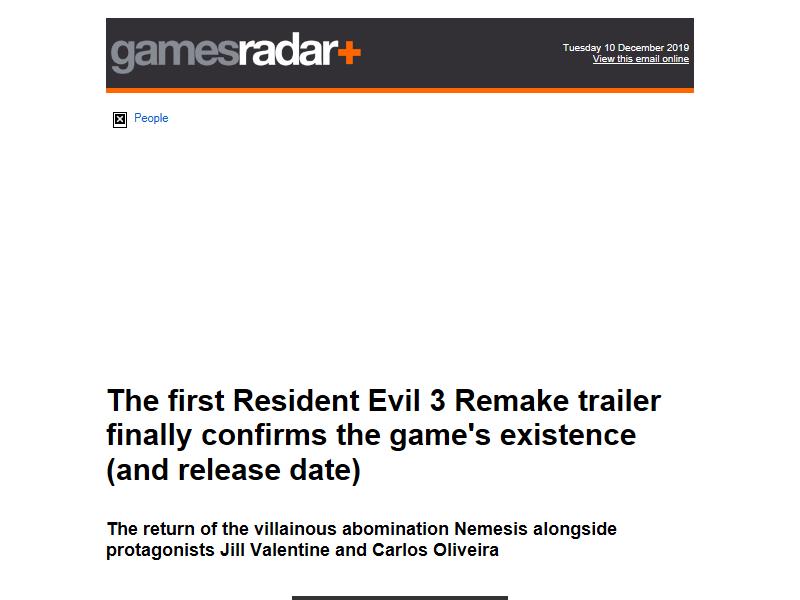 gamesradar+
Tuesday 10 December 2019
View this email online
People
The first Resident Evil 3 Remake trailer
finally confirms the game's existence
(and release date)
The return of the villainous abomination Nemesis alongside
protagonists Jill Valentine and Carlos Oliveira